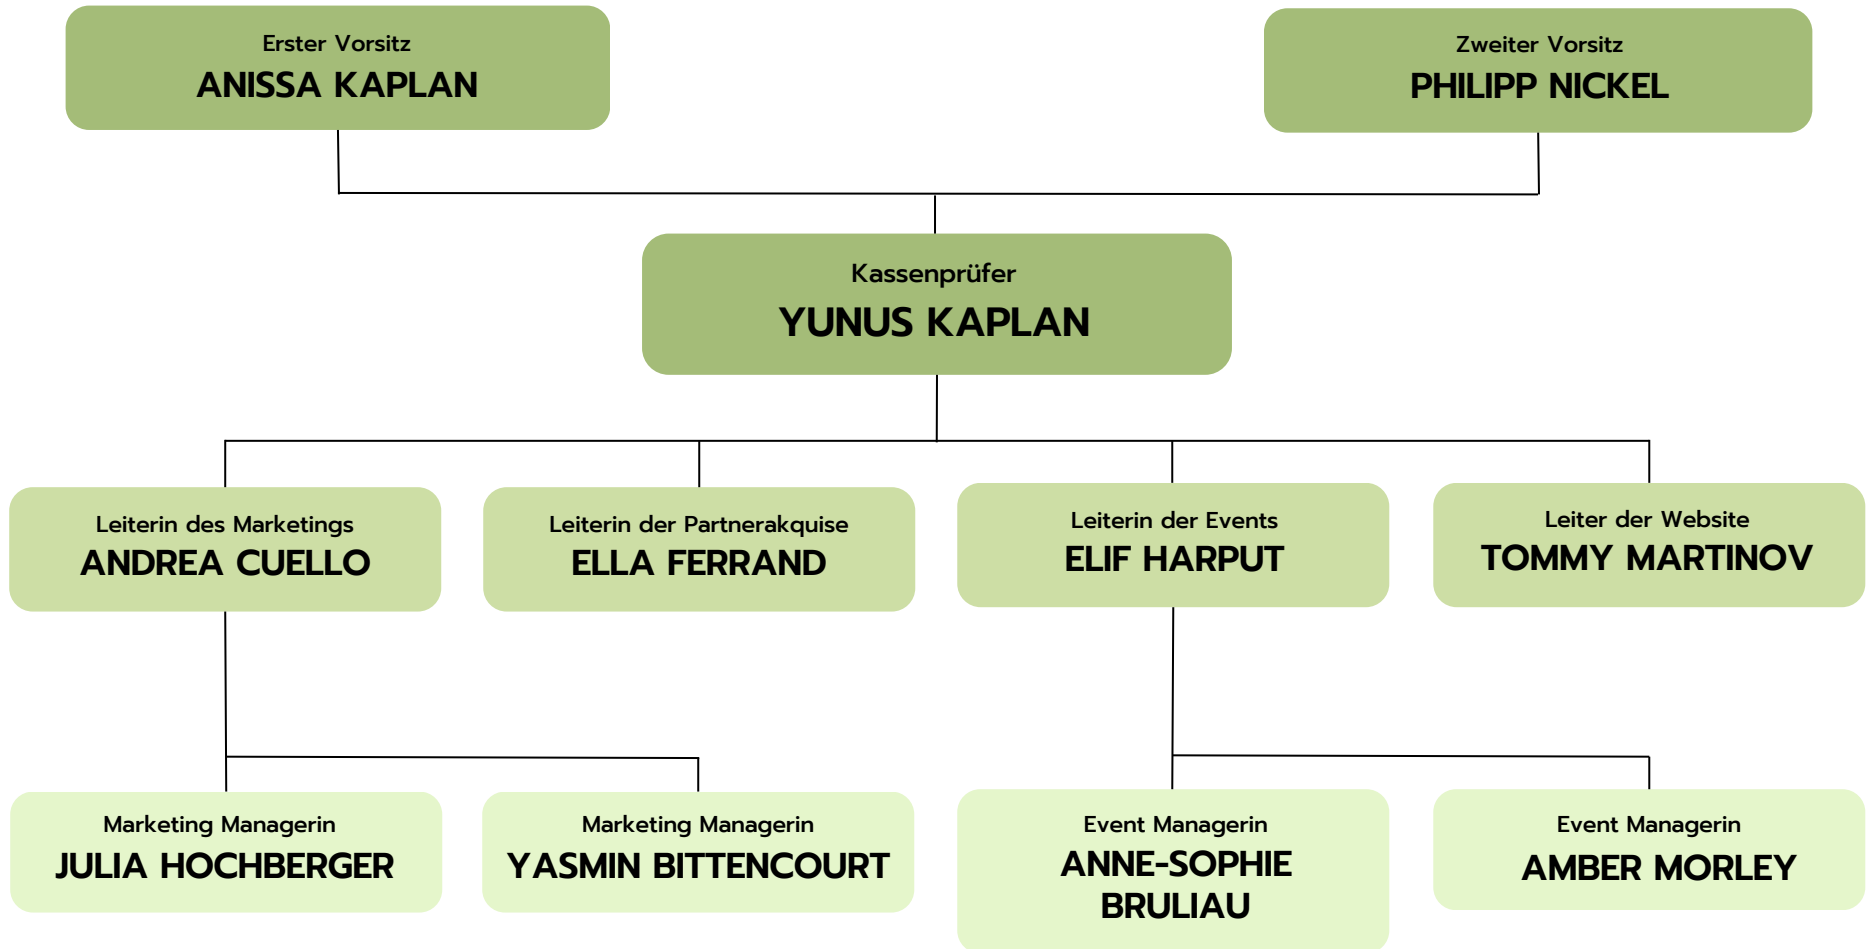 Erster Vorsitz
ANISSA KAPLAN
Zweiter Vorsitz
PHILIPP NICKEL
Kassenprüfer
YUNUS KAPLAN
Leiterin des Marketings
ANDREA CUELLO
Leiterin der Partnerakquise
ELLA FERRAND
Leiterin der Events
ELIF HARPUT
Leiter der Website
TOMMY MARTINOV
Marketing Managerin
JULIA HOCHBERGER
Marketing Managerin
YASMIN BITTENCOURT
Event Managerin
ANNE-SOPHIE
BRULIAU
Event Managerin
AMBER MORLEY